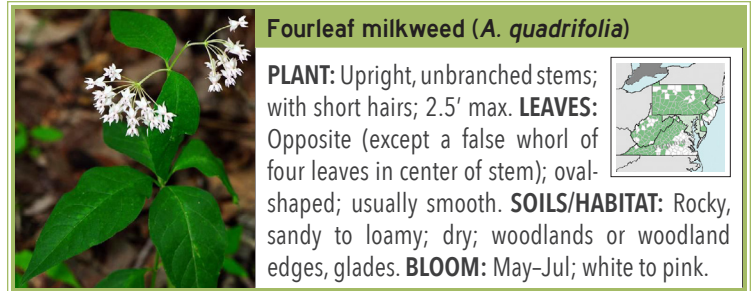 Fourleaf milkweed (A. quadrifolia)
PLANT: Upright, unbranched stems;
with short hairs; 2.5′ max. LEAVES:
Opposite (except a false whorl of
four leaves in center of stem); oval-
shaped; usually smooth. SOILS/HABITAT: Rocky,
sandy to loamy; dry; woodlands or woodland
edges, glades. BLOOM: May–Jul; white to pink.